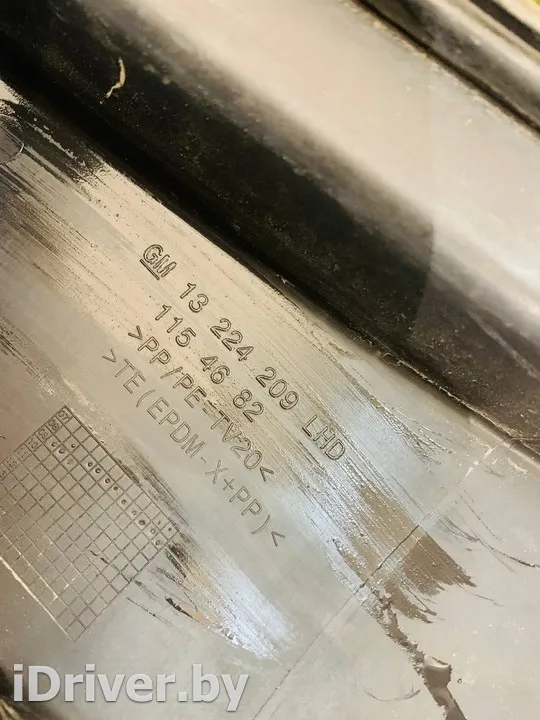 GM 13 224 209 LHD
115 46 82
>PP/PE-TV20<
>TE(EPDM-X+PP)<
iDriver.by